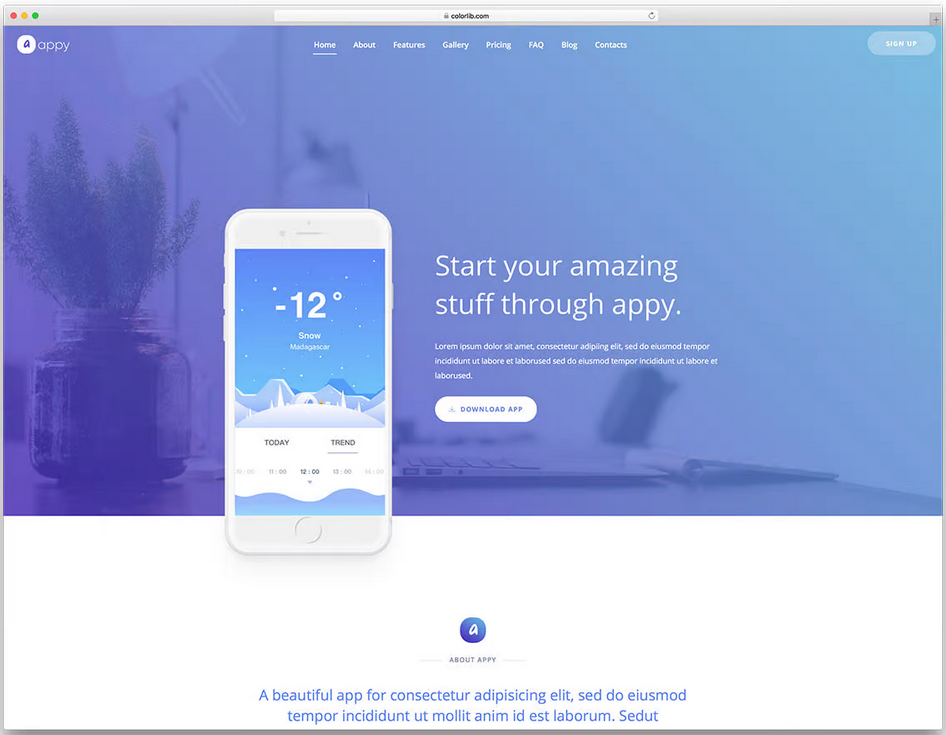 colorlib.com
a appy
Home About Features Gallery Pricing FAQ Blog Contacts
SIGN UP
-12°
Snow
Madagascar
TODAY TREND
10 : 00 11 : 00 12 : 00 13 : 00 14 : 00
Start your amazing
stuff through appy.
Lorem ipsum dolor sit amet, consectetur adipiing elit, sed do eiusmod tempor
incididunt ut labore et laborused sed do eiusmod tempor incididunt ut labore et
laborused.
DOWNLOAD APP
a
ABOUT APPY
A beautiful app for consectetur adipisicing elit, sed do eiusmod
tempor incididunt ut mollit anim id est laborum. Sedut